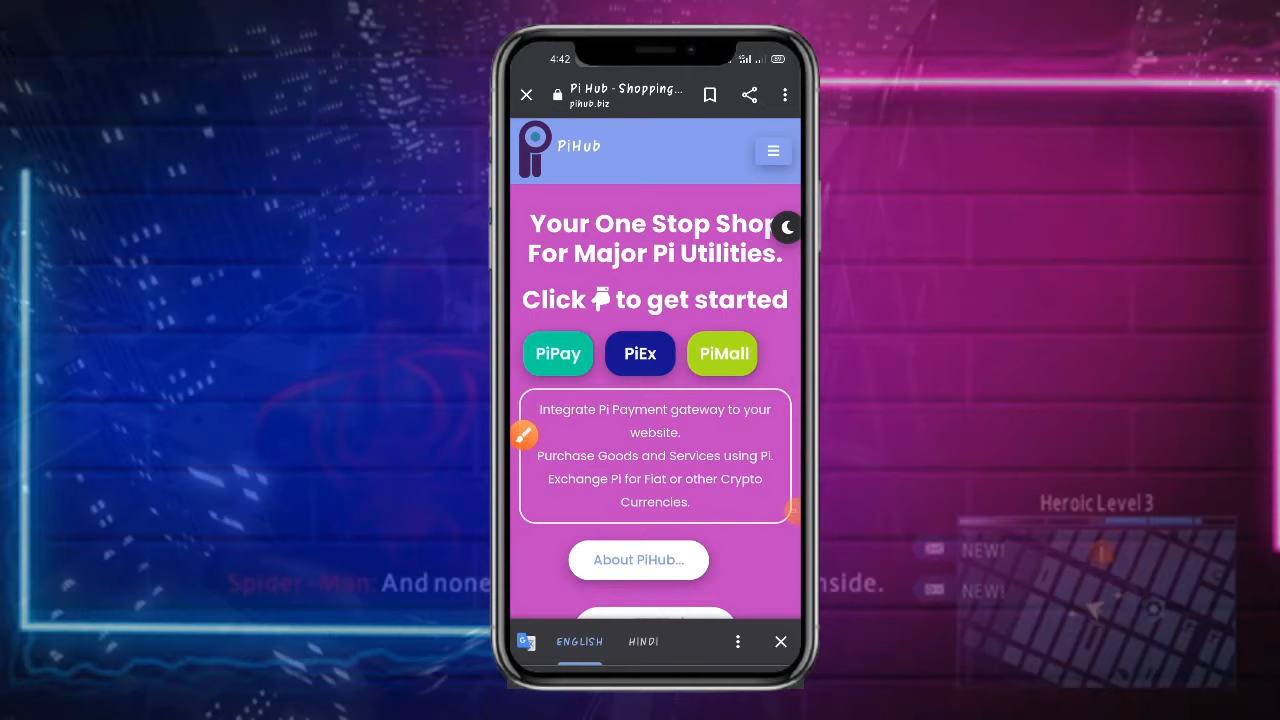 4:42
Pi Hub - Shopping...
pihub.biz
PiHub
Your One Stop Shop
For Major Pi Utilities.
Click to get started
PiPay
PiEx
PiMall
Integrate Pi Payment gateway to your
website.
Purchase Goods and Services using Pi.
Exchange Pi for Fiat or other Crypto
Currencies.
About PiHub...
ENGLISH
HINDI
Heroic Level 3
NEW!
NEW!
Spider-Man: And none
nside.